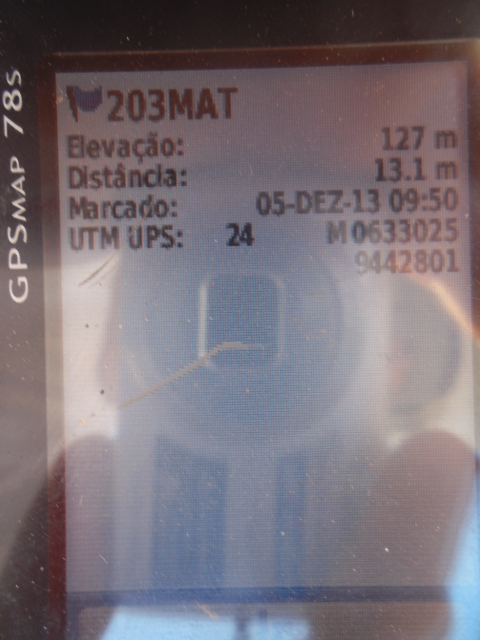 GPSMAP 78s
203MAT
Elevação: 127 m
Distância: 13.1 m
Marcado: 05-DEZ-13 09:50
UTM UPS: 24 M 0633025
9442801